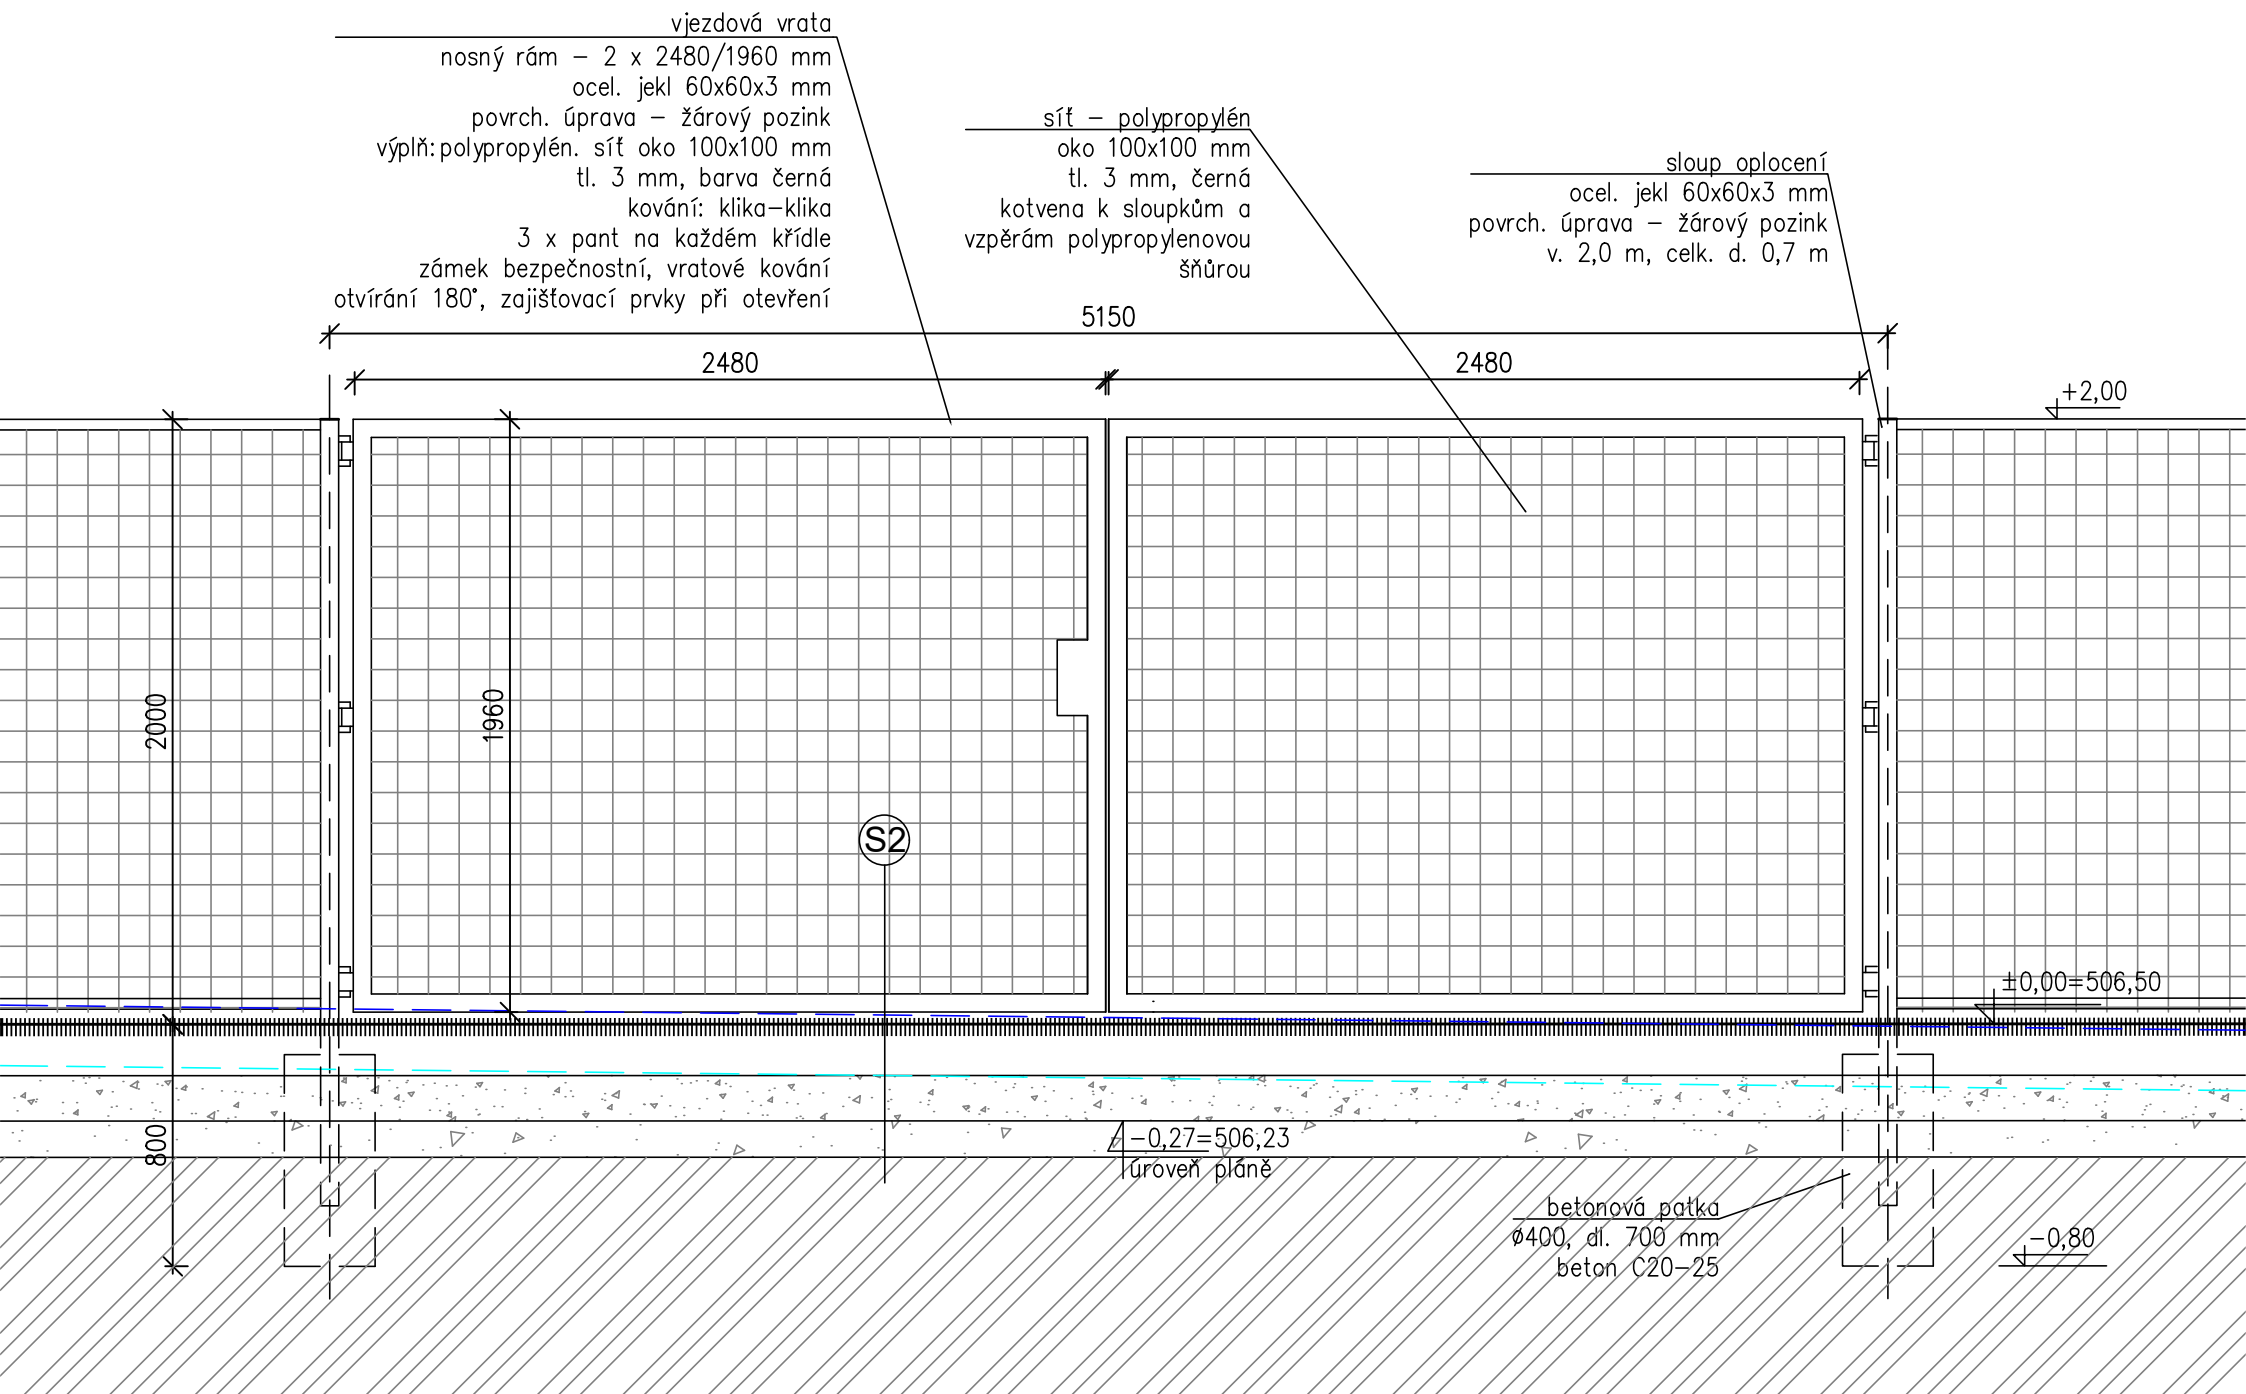 vjezdová vrata
nosný rám – 2 x 2480/1960 mm
ocel. jekl 60x60x3 mm
povrch. úprava – žárový pozink
výplň:polypropylén. síť oko 100x100 mm
tl. 3 mm, barva černá
kování: klika–klika
3 x pant na každém křídle
zámek bezpečnostní, vratové kování
otvírání 180°, zajišťovací prvky při otevření
síť – polypropylén
oko 100x100 mm
tl. 3 mm, černá
kotvena k sloupkům a
vzpěrám polypropylenovou
šňůrou
sloup oplocení
ocel. jekl 60x60x3 mm
povrch. úprava – žárový pozink
v. 2,0 m, celk. d. 0,7 m
5150
2480
2480
+2,00
2000
1960
S2
±0,00=506,50
800
–0,27=506,23
úroveň pláně
betonová patka
ø400, dl. 700 mm
beton C20–25
–0,80